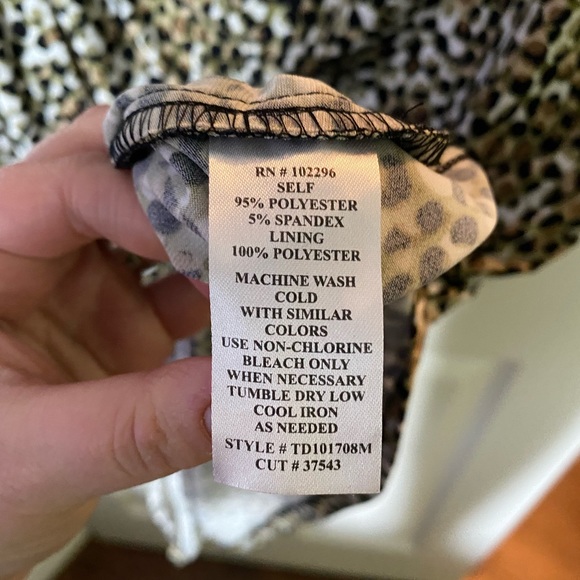 RN # 102296
SELF
95% POLYESTER
5% SPANDEX
LINING
100% POLYESTER
MACHINE WASH
COLD
WITH SIMILAR
COLORS
USE NON-CHLORINE
BLEACH ONLY
WHEN NECESSARY
TUMBLE DRY LOW
COOL IRON
AS NEEDED
STYLE # TD101708M
CUT # 37543